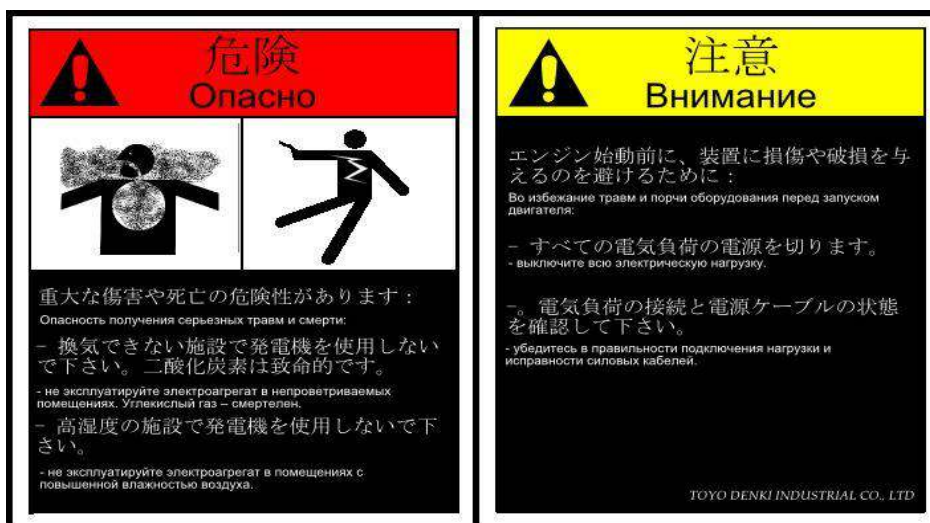 危険
Опасно
重大な傷害や死亡の危険性があります：
Опасность получения серьезных травм и смерти:
– 換気できない施設で発電機を使用しない
で下さい。二酸化炭素は致命的です。
- не эксплуатируйте электроагрегат в непроветриваемых
помещениях. Углекислый газ – смертелен.
– 高湿度の施設で発電機を使用しないで下
さい。
- не эксплуатируйте электроагрегат в помещениях с
повышенной влажностью воздуха.
注意
Внимание
エンジン始動前に、装置に損傷や破損を与
えるのを避けるために：
Во избежание травм и порчи оборудования перед запуском
двигателя:
– すべての電気負荷の電源を切ります。
- выключите всю электрическую нагрузку.
–。電気負荷の接続と電源ケーブルの状態
を確認して下さい。
- убедитесь в правильности подключения нагрузки и
исправности силовых кабелей.
TOYO DENKI INDUSTRIAL CO., LTD